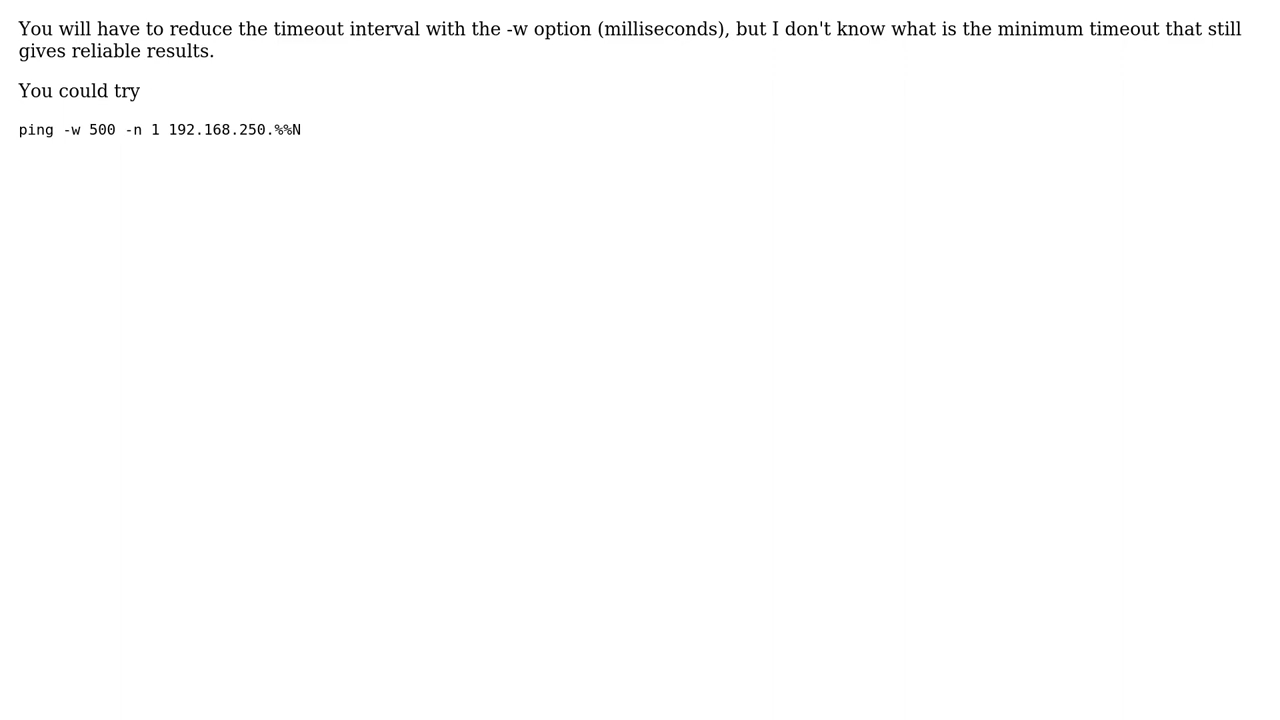 You will have to reduce the timeout interval with the -w option (milliseconds), but I don't know what is the minimum timeout that still
gives reliable results.
You could try
ping -w 500 -n 1 192.168.250.%%N